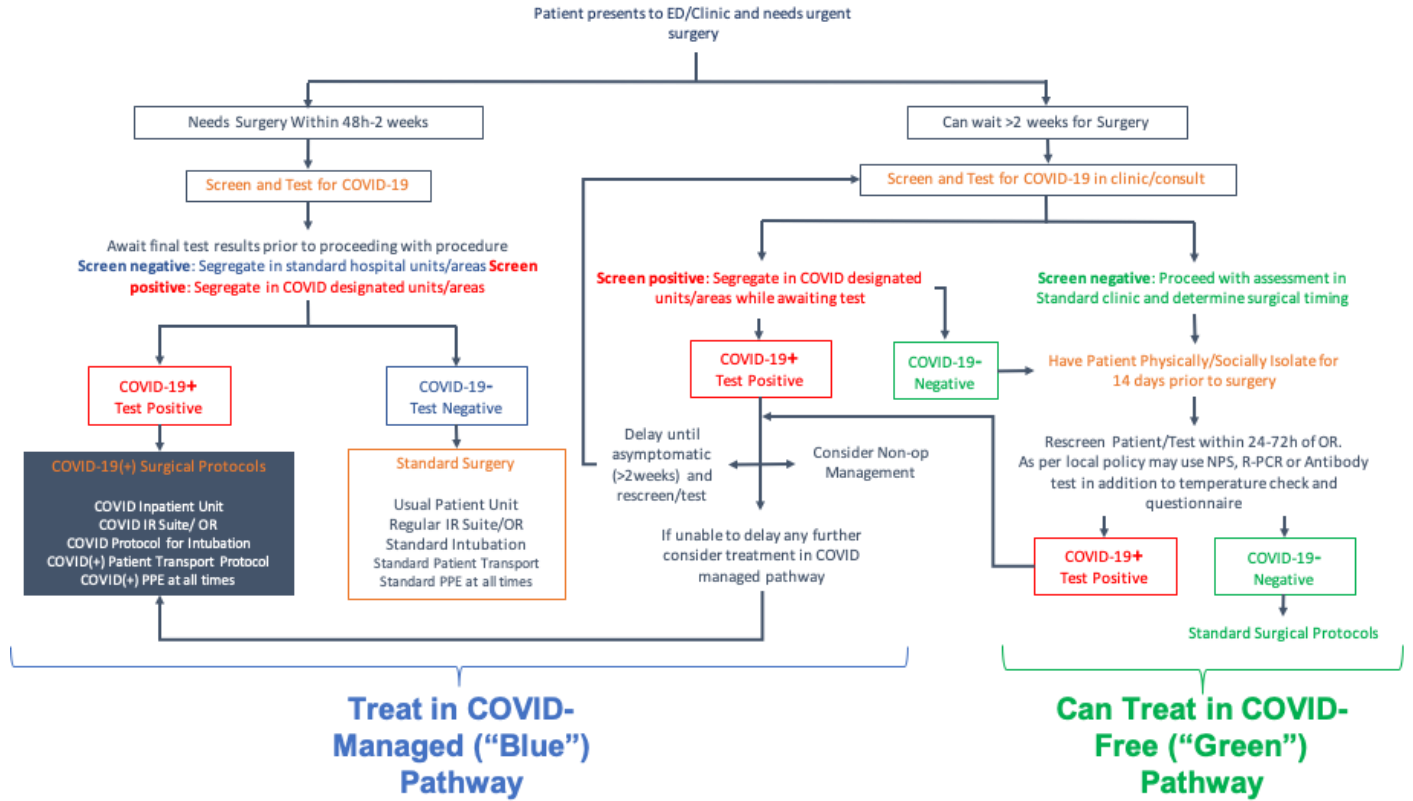 Patient presents to ED/Clinic and needs urgent
surgery
Needs Surgery Within 48h-2 weeks
Screen and Test for COVID-19
Await final test results prior to proceeding with procedure
Screen negative: Segregate in standard hospital units/areas Screen
positive: Segregate in COVID designated units/areas
COVID-19+
Test Positive
COVID-19-
Test Negative
COVID-19(+) Surgical Protocols
COVID Inpatient Unit
COVID IR Suite/ OR
COVID Protocol for Intubation
COVID(+) Patient Transport Protocol
COVID(+) PPE at all times
Standard Surgery
Usual Patient Unit
Regular IR Suite/OR
Standard Intubation
Standard Patient Transport
Standard PPE at all times
Can wait >2 weeks for Surgery
Screen and Test for COVID-19 in clinic/consult
Screen positive: Segregate in COVID designated
units/areas while awaiting test
COVID-19+
Test Positive
COVID-19-
Negative
Delay until
asymptomatic
(>2weeks) and
rescreen/test
Consider Non-op
Management
If unable to delay any further
consider treatment in COVID
managed pathway
Screen negative: Proceed with assessment in
Standard clinic and determine surgical timing
Have Patient Physically/Socially Isolate for
14 days prior to surgery
Rescreen Patient/Test within 24-72h of OR.
As per local policy may use NPS, R-PCR or Antibody
test in addition to temperature check and
questionnaire
COVID-19+
Test Positive
COVID-19-
Negative
Standard Surgical Protocols
Treat in COVID-
Managed (“Blue”)
Pathway
Can Treat in COVID-
Free (“Green”)
Pathway